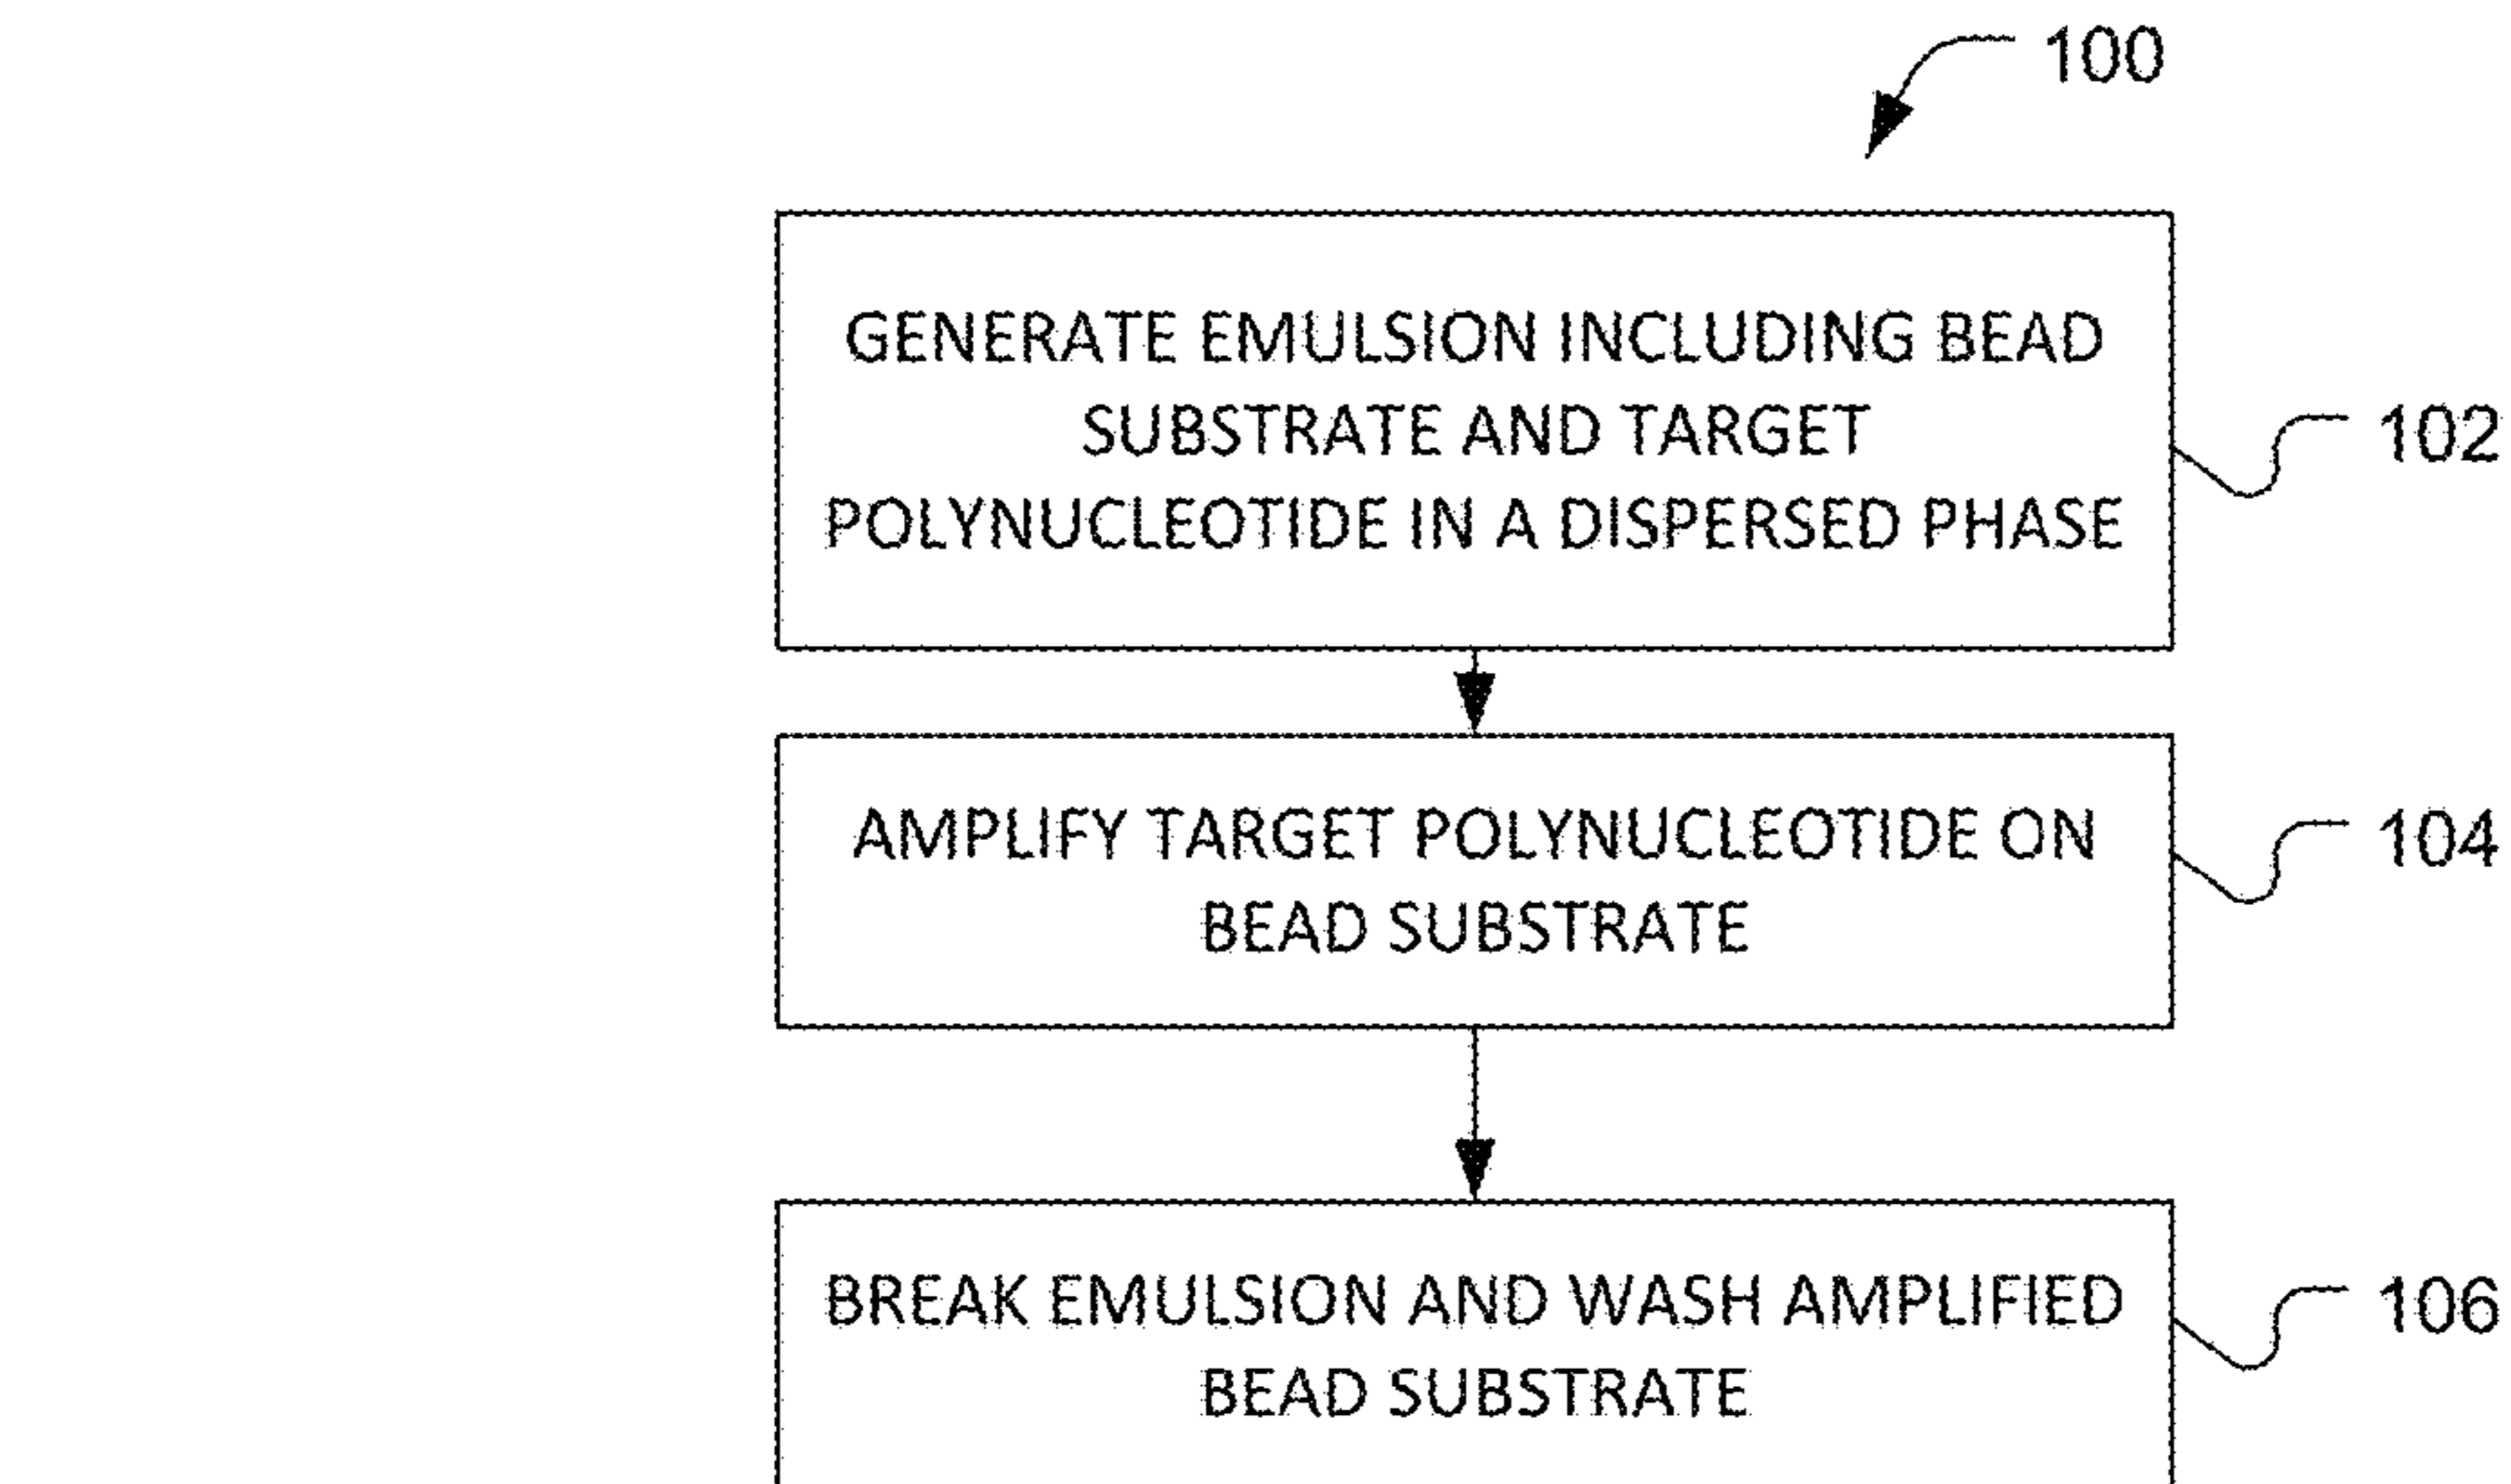 100
GENERATE EMULSION INCLUDING BEAD
SUBSTRATE AND TARGET
POLYNUCLEOTIDE IN A DISPERSED PHASE
102
AMPLIFY TARGET POLYNUCLEOTIDE ON
BEAD SUBSTRATE
104
BREAK EMULSION AND WASH AMPLIFIED
BEAD SUBSTRATE
106